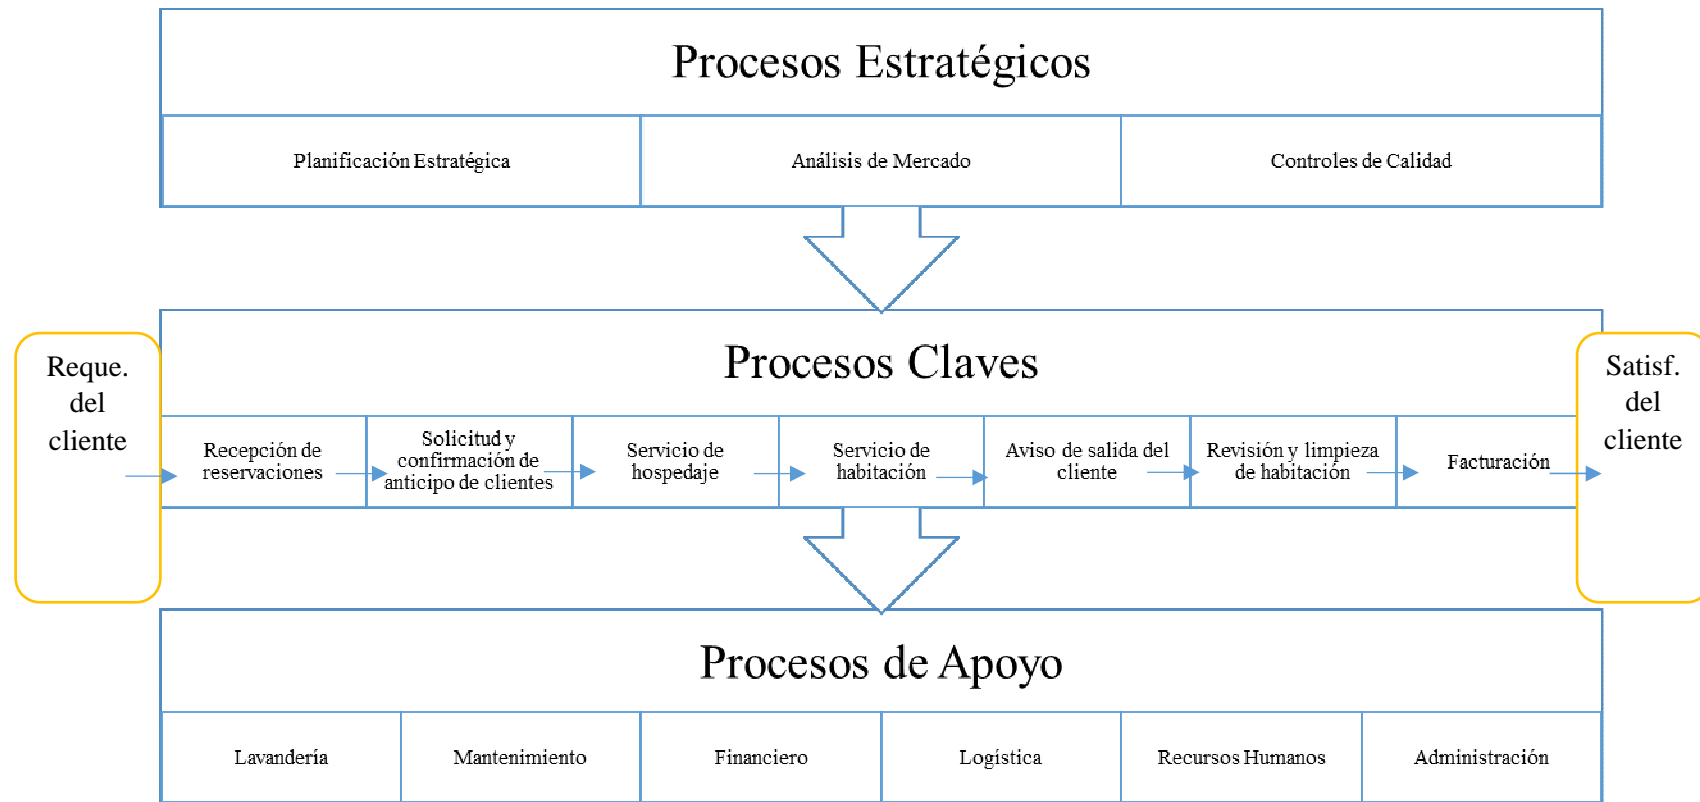 Procesos Estratégicos
Planificación Estratégica
Análisis de Mercado
Controles de Calidad
Reque.
del
cliente
Procesos Claves
Recepción de
reservaciones
Solicitud y
confirmación de
anticipo de clientes
Servicio de
hospedaje
Servicio de
habitación
Aviso de salida del
cliente
Revisión y limpieza
de habitación
Facturación
Satisf.
del
cliente
Procesos de Apoyo
Lavandería
Mantenimiento
Financiero
Logística
Recursos Humanos
Administración